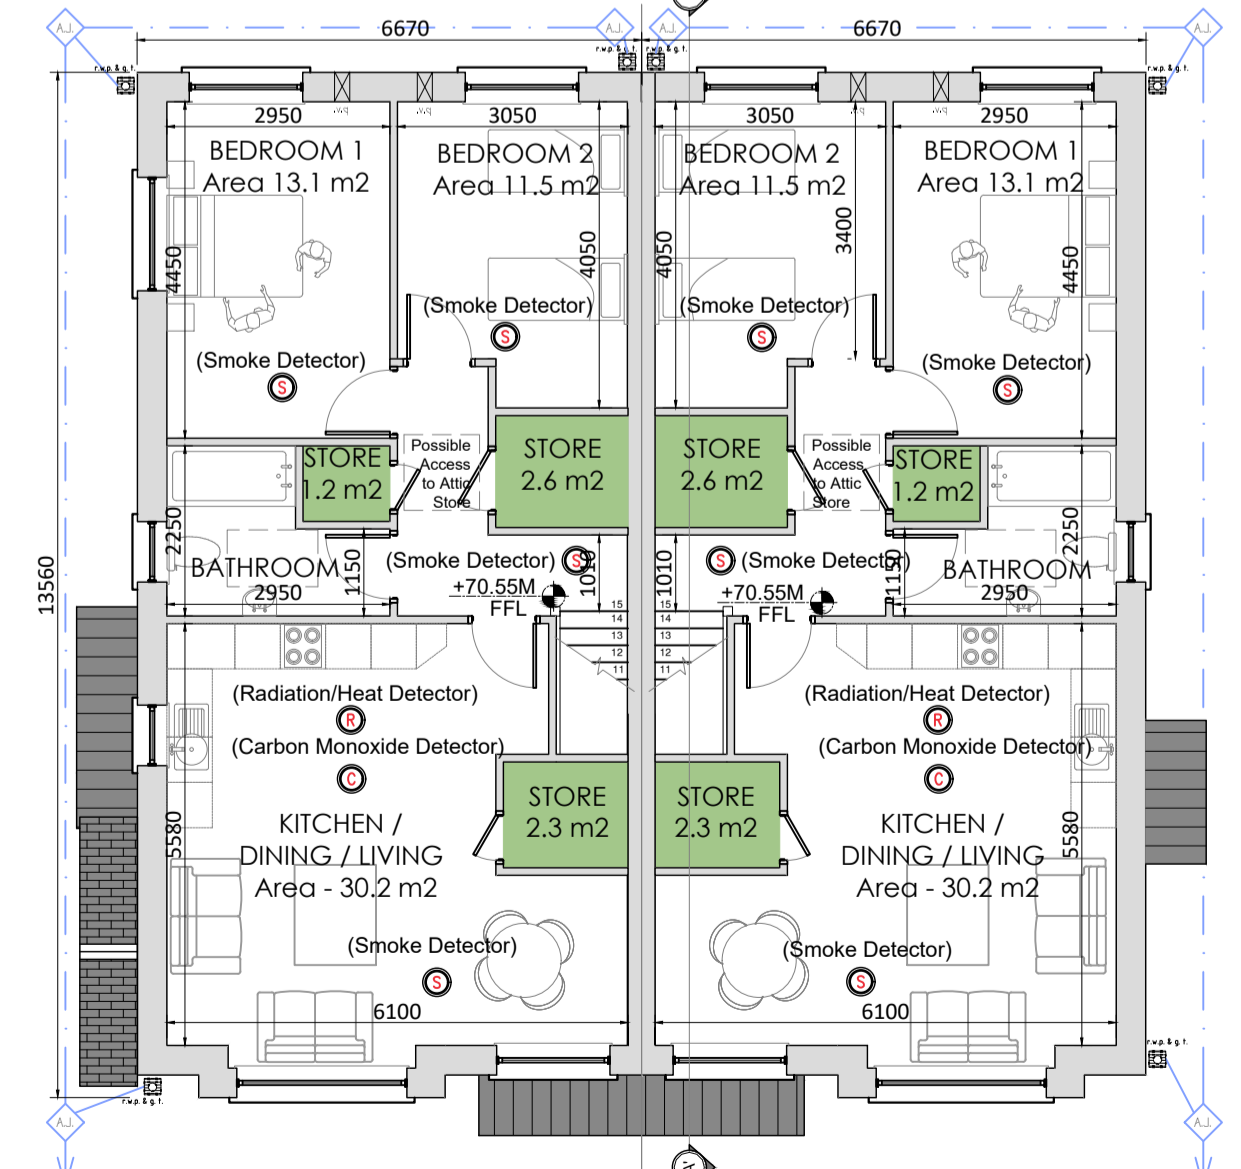 A.J.
A.J.
A.J.
A.J.
6670
6670
r.w.p. & g. t.
r.w.p. & g. t.
r.w.p. & g. t.
r.w.p. & g. t.
2950
3050
3050
2950
BEDROOM 1
Area 13.1 m2
BEDROOM 2
Area 11.5 m2
BEDROOM 2
Area 11.5 m2
BEDROOM 1
Area 13.1 m2
4450
4050
4050
3400
4450
(Smoke Detector)
S
(Smoke Detector)
S
(Smoke Detector)
S
(Smoke Detector)
S
STORE
1.2 m2
Possible
Access
to Attic
Store
STORE
2.6 m2
STORE
2.6 m2
Possible
Access
to Attic
Store
STORE
1.2 m2
13560
2250
BATHROOM
2950
1150
(Smoke Detector)
S
1010
+70.55M
FFL
1010
S
(Smoke Detector)
+70.55M
FFL
1150
BATHROOM
2950
2250
15
14
13
12
11
15
14
13
12
11
(Radiation/Heat Detector)
R
(Carbon Monoxide Detector)
C
(Radiation/Heat Detector)
R
(Carbon Monoxide Detector)
C
STORE
2.3 m2
STORE
2.3 m2
5580
KITCHEN /
DINING / LIVING
Area - 30.2 m2
KITCHEN /
DINING / LIVING
Area - 30.2 m2
5580
(Smoke Detector)
S
(Smoke Detector)
S
6100
6100
r.w.p. & g. t.
r.w.p. & g. t.
A.J.
A.J.